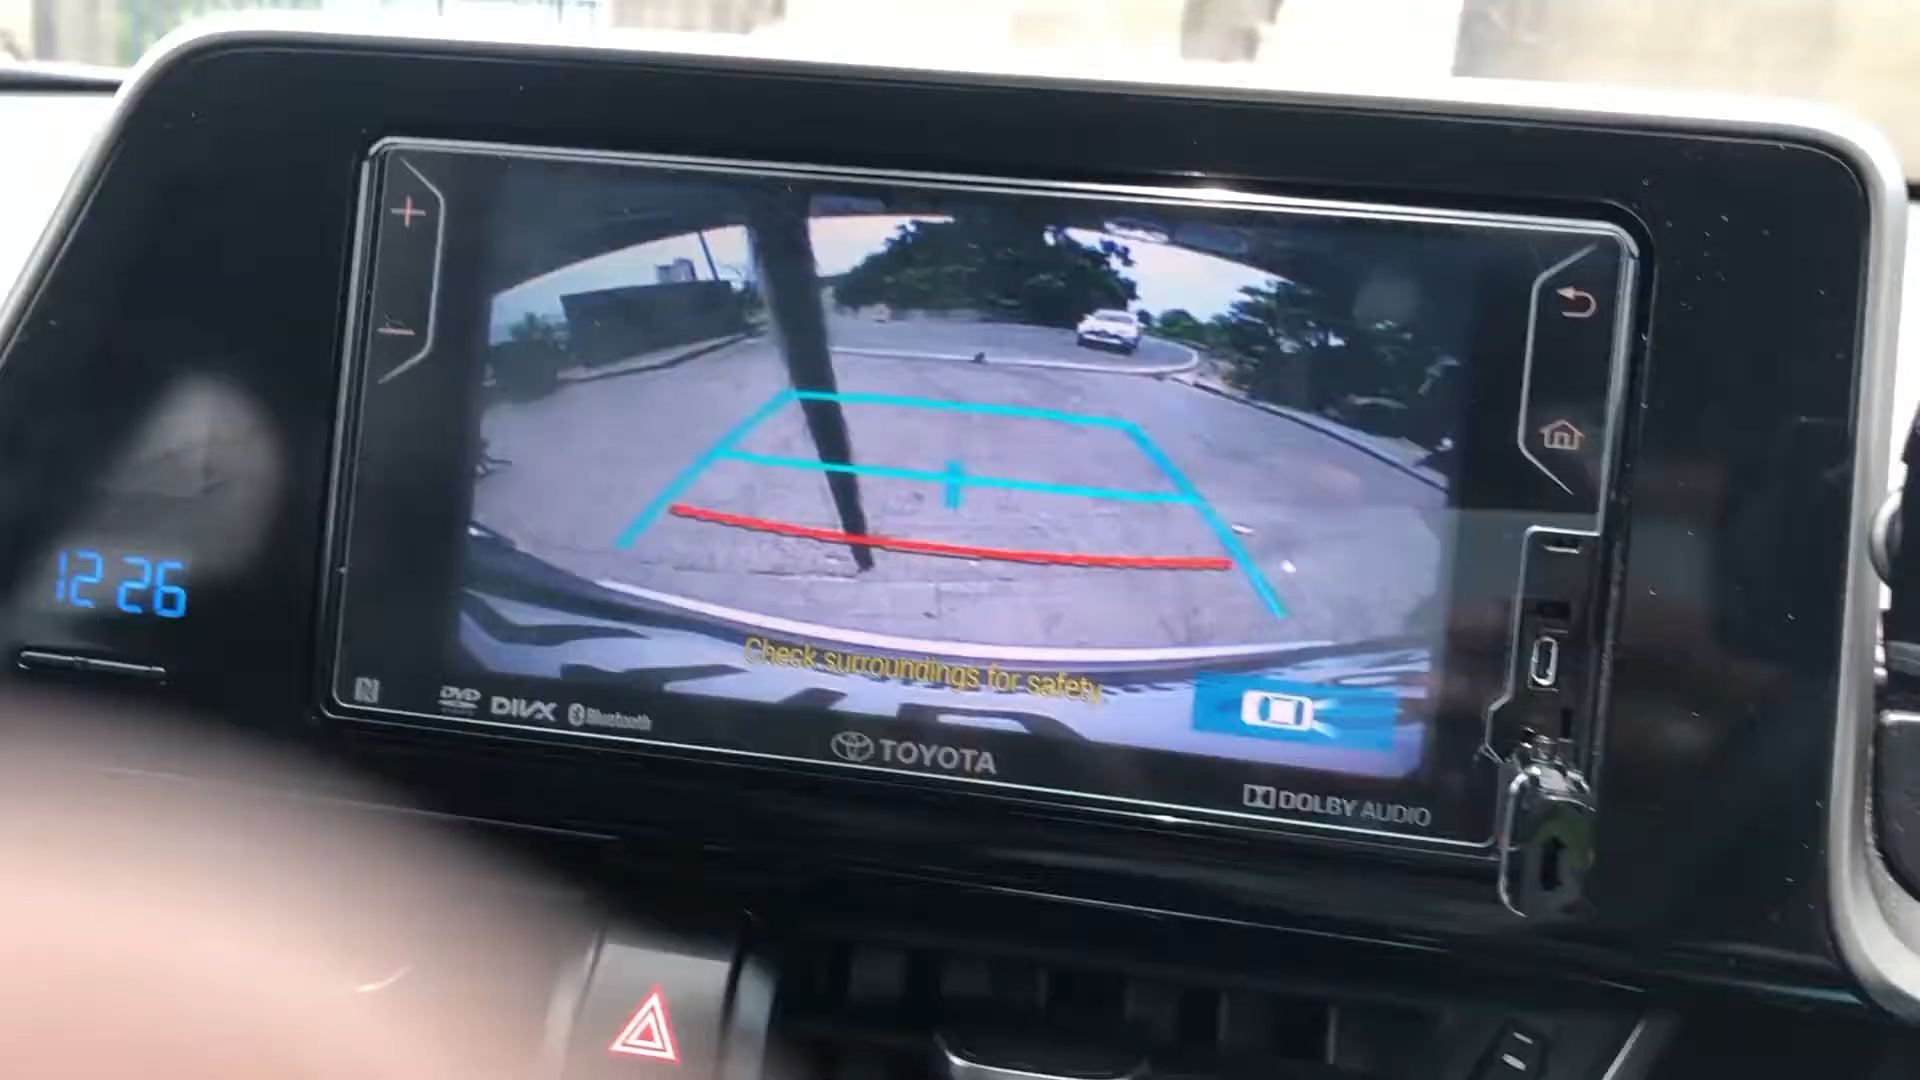 12 26
Check surroundings for safety.
DVD
DIVX
Bluetooth
TOYOTA
DOLBY AUDIO